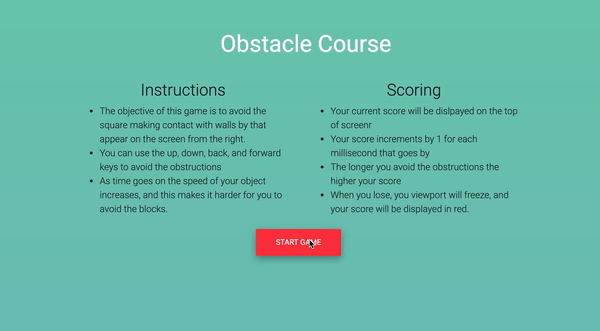 Obstacle Course
Instructions
The objective of this game is to avoid the
square making contact with walls by that
appear on the screen from the right.
You can use the up, down, back, and forward
keys to avoid the obstructions
As time goes on the speed of your object
increases, and this makes it harder for you to
avoid the blocks.
Scoring
Your current score will be dislpayed on the top
of screenr
Your score increments by 1 for each
millisecond that goes by
The longer you avoid the obstructions the
higher your score
When you lose, you viewport will freeze, and
your score will be displayed in red.
START GAME